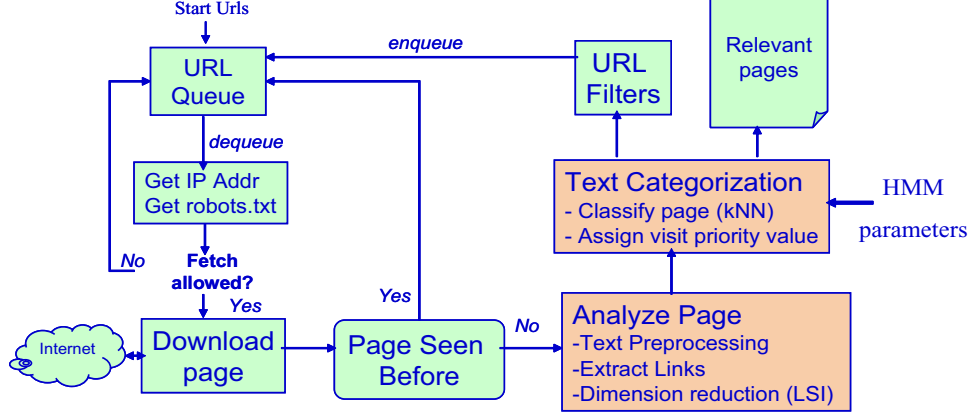 Start Urls
URL
Queue
enqueue
URL
Filters
Relevant
pages
dequeue
Get IP Addr
Get robots.txt
Text Categorization
- Classify page (kNN)
- Assign visit priority value
HMM
parameters
No
Fetch
allowed?
Yes
Yes
Internet
Download
page
Page Seen
Before
No
Analyze Page
-Text Preprocessing
-Extract Links
-Dimension reduction (LSI)